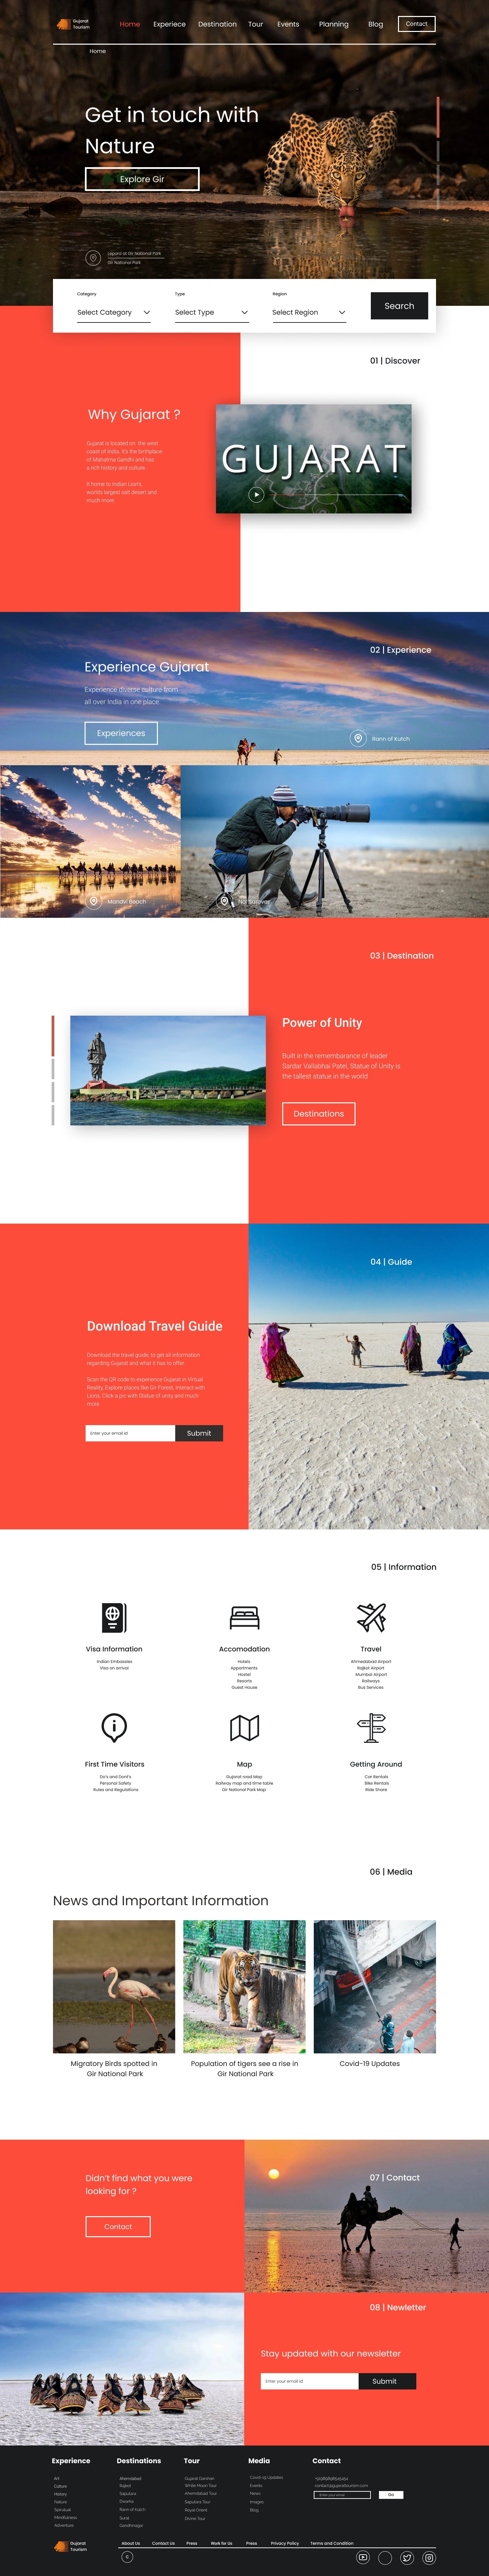 Gujarat
Tourism
Home
Experiece
Destination
Tour
Events
Planning
Blog
Contact
Home
Get in touch with
Nature
Explore Gir
Lepard at Gir National Park
Gir National Park
Category
Type
Region
Select Category
Select Type
Select Region
Search
01 | Discover
Why Gujarat ?
Gujarat is located on the west
coast of India. It's the birthplace
of Mahatma Gandhi and has
a rich history and culture.
It home to Indian Lion's,
worlds largest salt desert and
much more
GUJARAT
02 | Experience
Experience Gujarat
Experience diverse culture from
all over India in one place.
Experiences
Rann of Kutch
Mandvi Beach
Nal Sarovar
03 | Destination
Power of Unity
Built in the remembarance of leader
Sardar Vallabhai Patel, Statue of Unity is
the tallest statue in the world
Destinations
04 | Guide
Download Travel Guide
Download the travel guide, to get all information
regarding Gujarat and what it has to offer
Scan the QR code to experience Gujarat in Virtual
Reality. Explore places like Gir Forest, Interact with
Lions, Click a pic with Statue of unity and much
more
Enter your email id
Submit
05 | Information
Visa Information
Indian Embassies
Visa on arrival
Accomodation
Hotels
Appartments
Hostel
Resorts
Guest House
Travel
Ahmedabad Airport
Rajkot Airport
Mumbai Airport
Railways
Bus Services
First Time Visitors
Do's and Dont's
Personal Safety
Rules and Regulations
Map
Gujarat road Map
Railway map and time table
Gir National Park Map
Getting Around
Car Rentals
Bike Rentals
Ride Share
06 | Media
News and Important Information
Migratory Birds spotted in
Gir National Park
Population of tigers see a rise in
Gir National Park
Covid-19 Updates
Didn't find what you were
looking for ?
Contact
07 | Contact
08 | Newletter
Stay updated with our newsletter
Enter your email id
Submit
Experience
Art
Culture
History
Nature
Spirutual
Mindfulness
Adventure
Destinations
Ahemdabad
Rajkot
Saputara
Dwarka
Rann of Kutch
Surat
Gandhinagar
Tour
Gujarat Darshan
White Moon Tour
Ahemdabad Tour
Saputara Tour
Royal Orient
Divine Tour
Media
Covid-19 Updates
Events
News
Images
Blog
Contact
contact@gujarattourism.com
Enter your email
Go
Gujarat
Tourism
About Us
Contact Us
Press
Work for Us
Press
Privacy Policy
Terms and Condition